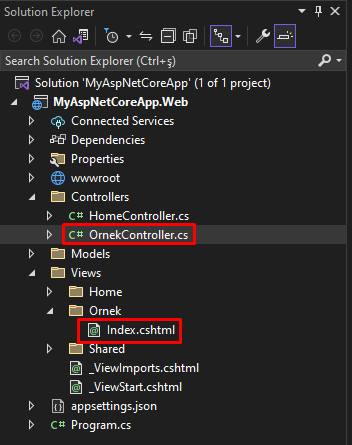 Solution Explorer
Search Solution Explorer (Ctrl+ş)
Solution 'MyAspNetCoreApp' (1 of 1 project)
MyAspNetCoreApp.Web
Connected Services
Dependencies
Properties
wwwroot
Controllers
C# HomeController.cs
C# OrnekController.cs
Models
Views
Home
Ornek
Index.cshtml
Shared
_ViewImports.cshtml
_ViewStart.cshtml
appsettings.json
C# Program.cs